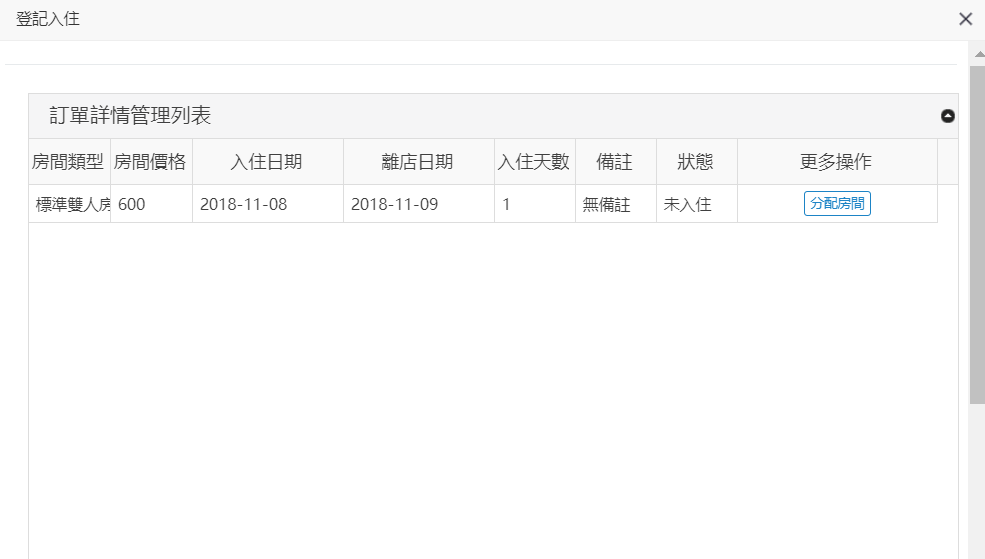 登記入住
訂單詳情管理列表
房間類型 房間價格 入住日期 離店日期 入住天數 備註 狀態 更多操作
標準雙人房 600 2018-11-08 2018-11-09 1 無備註 未入住 分配房間